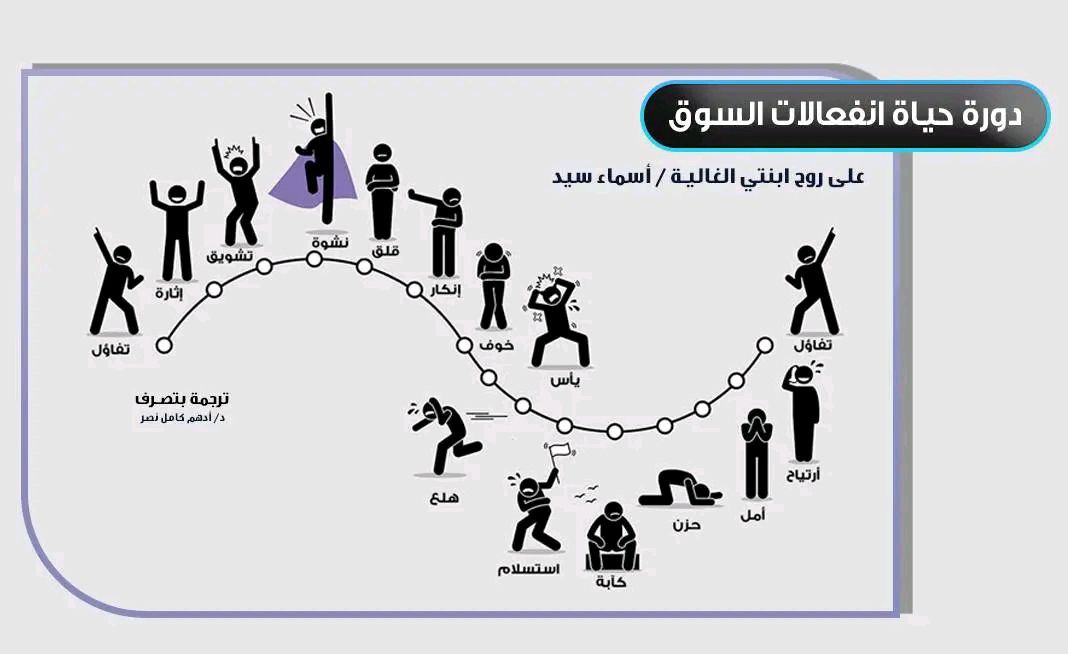 دورة حياة انفعالات السوق
على روح ابنتي الغالية / أسماء سيد
تفاؤل
إثارة
تشويق
نشوة
قلق
إنكار
خوف
يأس
هلع
استسلام
كآبة
حزن
أمل
أرتياح
تفاؤل
ترجمة بتصرف
د/ أدهم كامل نصر